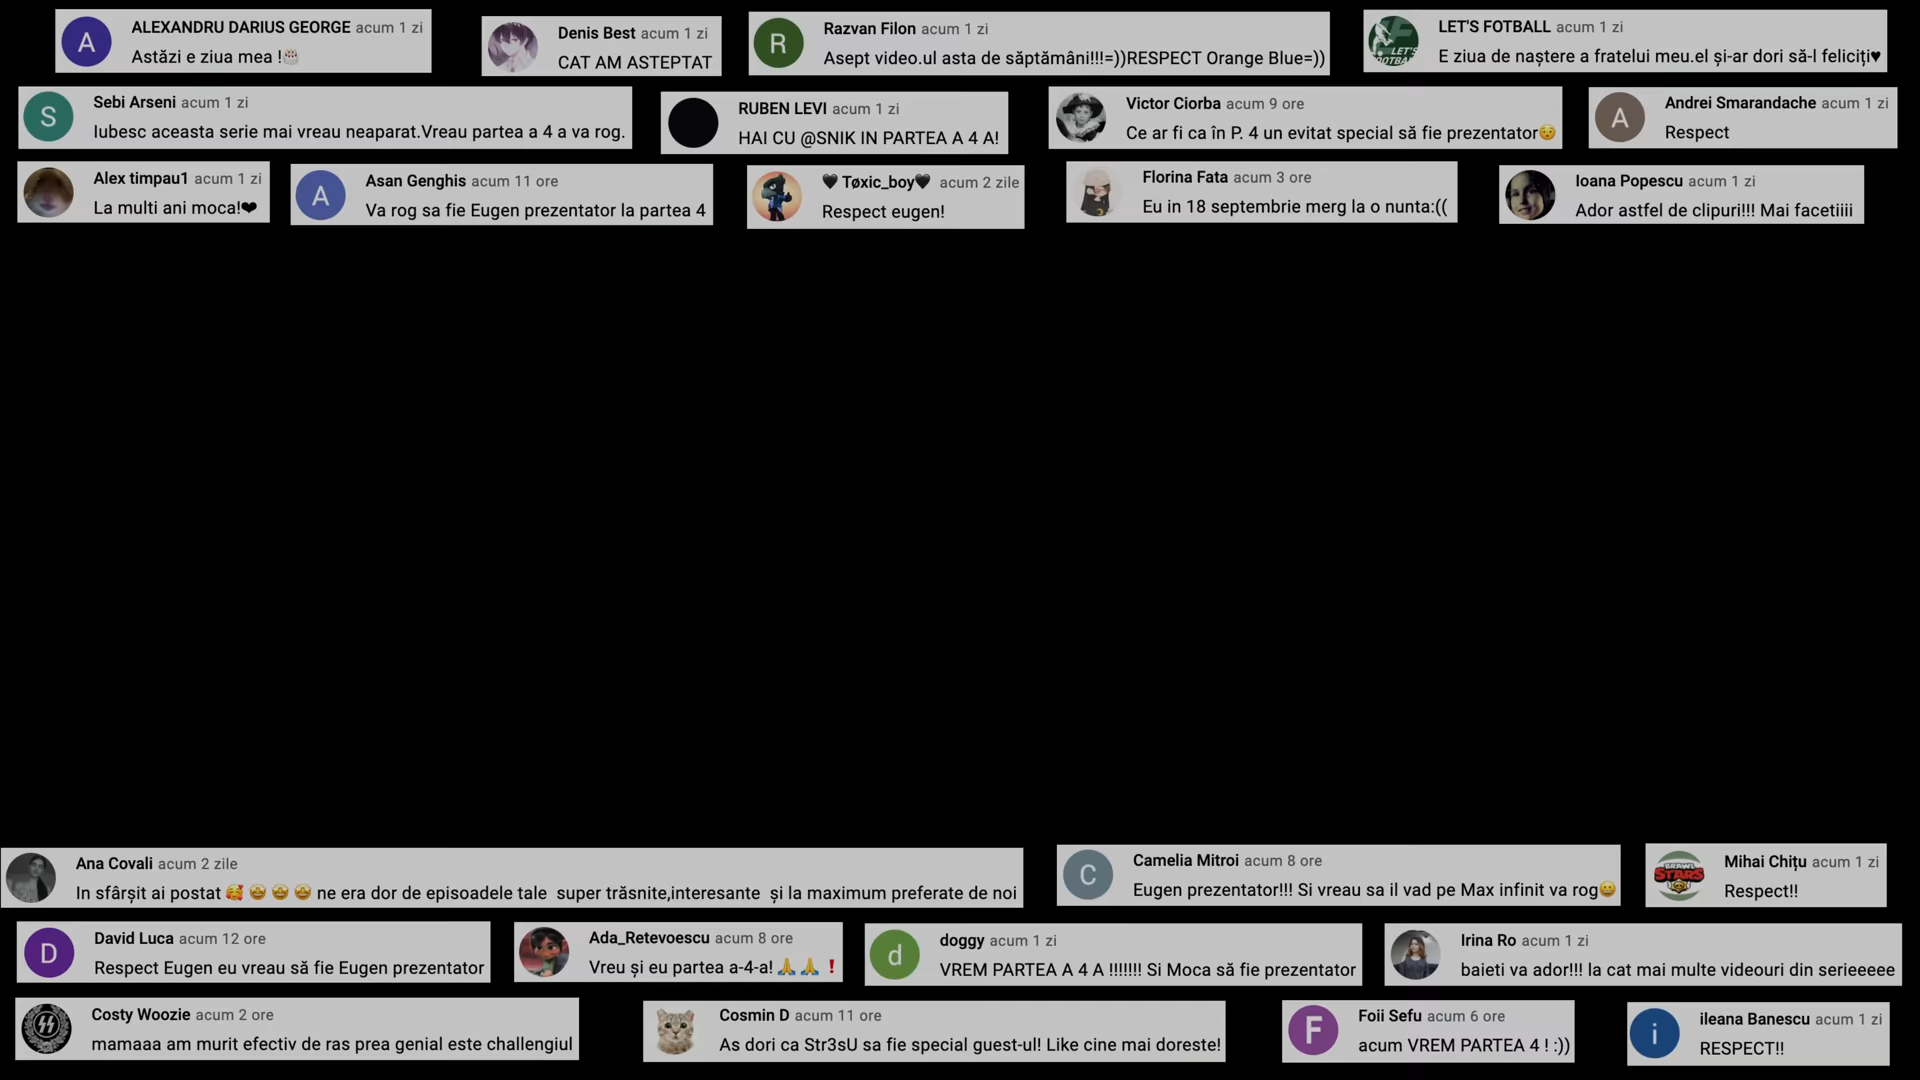 ALEXANDRU DARIUS GEORGE acum 1 zi
Astăzi e ziua mea !🎂
Denis Best acum 1 zi
CAT AM ASTEPTAT
Razvan Filon acum 1 zi
Asept video.ul asta de săptămâni!!!=))RESPECT Orange Blue=))
LET'S FOTBALL acum 1 zi
E ziua de naștere a fratelui meu.el și-ar dori să-l feliciți♥
Sebi Arseni acum 1 zi
Iubesc aceasta serie mai vreau neaparat.Vreau partea a 4 a va rog.
RUBEN LEVI acum 1 zi
HAI CU @SNIK IN PARTEA A 4 A!
Victor Ciorba acum 9 ore
Ce ar fi ca în P. 4 un evitat special să fie prezentator😉
Andrei Smarandache acum 1 zi
Respect
Alex timpau1 acum 1 zi
La multi ani moca!❤
Asan Genghis acum 11 ore
Va rog sa fie Eugen prezentator la partea 4
🖤 Tøxic_boy🖤 acum 2 zile
Respect eugen!
Florina Fata acum 3 ore
Eu in 18 septembrie merg la o nunta:((
Ioana Popescu acum 1 zi
Ador astfel de clipuri!!! Mai facetiiii
Ana Covali acum 2 zile
In sfârșit ai postat 🥰 🤩 🤩 🤩 ne era dor de episoadele tale super trăsnite,interesante și la maximum preferate de noi
Camelia Mitroi acum 8 ore
Eugen prezentator!!! Si vreau sa il vad pe Max infinit va rog😀
Mihai Chițu acum 1 zi
Respect!!
David Luca acum 12 ore
Respect Eugen eu vreau să fie Eugen prezentator
Ada_Retevoescu acum 8 ore
Vreu și eu partea a-4-a! 🙏 🙏 ❗
doggy acum 1 zi
VREM PARTEA A 4 A !!!!!!! Si Moca să fie prezentator
Irina Ro acum 1 zi
baieti va ador!!! la cat mai multe videouri din serieeeee
Costy Woozie acum 2 ore
mamaaa am murit efectiv de ras prea genial este challengiul
Cosmin D acum 11 ore
As dori ca Str3sU sa fie special guest-ul! Like cine mai doreste!
Foii Sefu acum 6 ore
acum VREM PARTEA 4 ! :))
ileana Banescu acum 1 zi
RESPECT!!